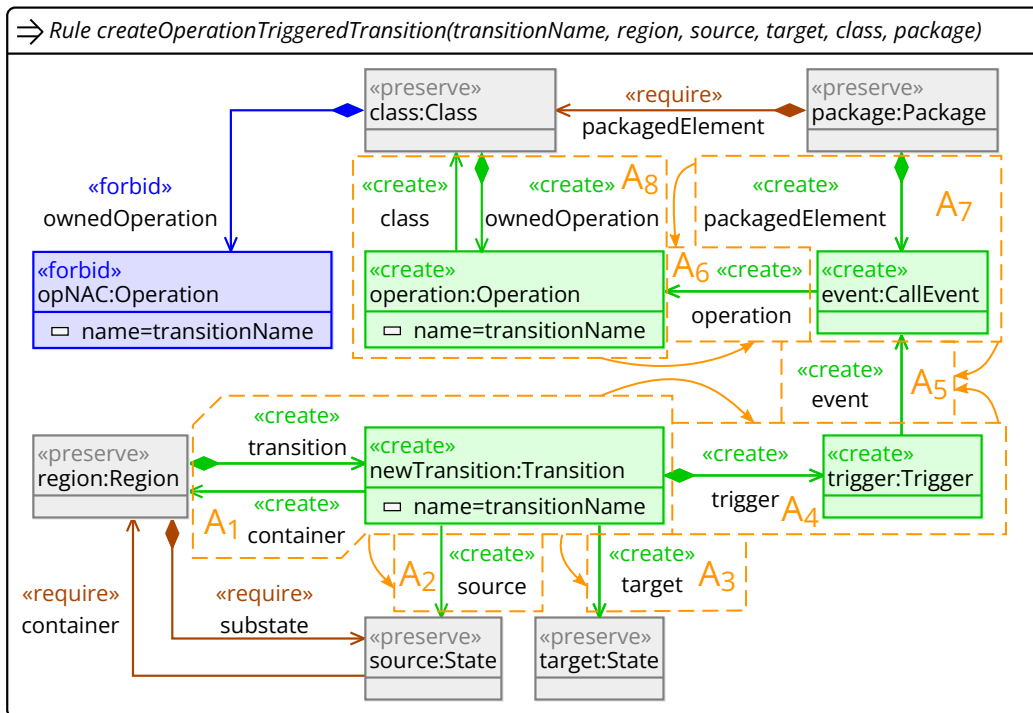 Rule createOperationTriggeredTransition(transitionName, region, source, target, class, package)
«preserve»
class:Class
«require»
packagedElement
«preserve»
package:Package
«forbid»
ownedOperation
«create»
class
«create»
ownedOperation
A8
«create»
packagedElement
A7
«forbid»
opNAC:Operation
name=transitionName
«create»
operation:Operation
name=transitionName
A6
«create»
operation
«create»
event:CallEvent
«create»
event
A5
«preserve»
region:Region
«create»
transition
«create»
container
A1
«create»
newTransition:Transition
name=transitionName
«create»
trigger
A4
«create»
trigger:Trigger
A2
«create»
source
«create»
target
A3
«require»
container
«require»
substate
«preserve»
source:State
«preserve»
target:State